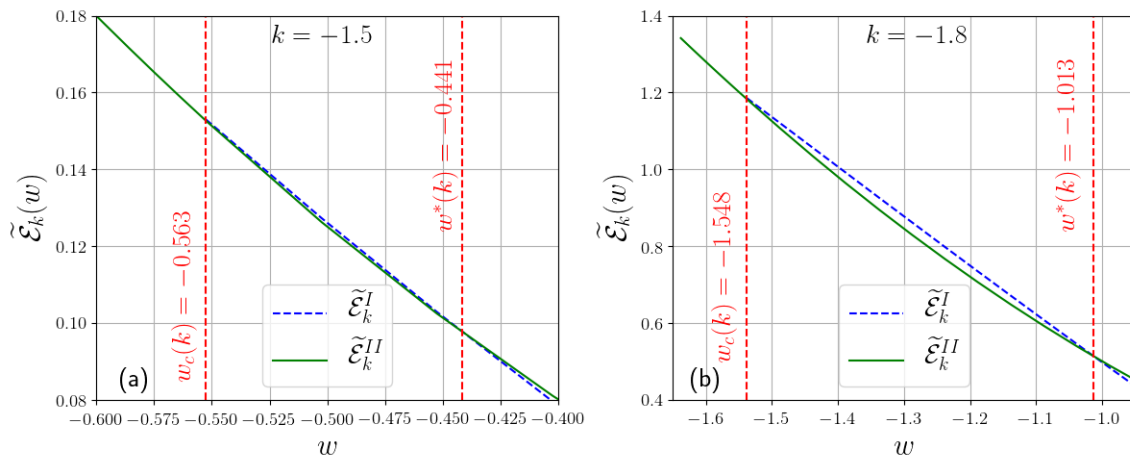 k = −1.5
0.18
0.16
0.14
0.12
0.10
0.08
−0.600
−0.575
−0.550
−0.525
−0.500
−0.475
−0.450
−0.425
−0.400
w
Ẽ_k(w)
w_c(k) = −0.563
w*(k) = −0.441
Ẽ_k^I
Ẽ_k^{II}
(a)
k = −1.8
1.4
1.2
1.0
0.8
0.6
0.4
−1.6
−1.5
−1.4
−1.3
−1.2
−1.1
−1.0
w
Ẽ_k(w)
w_c(k) = −1.548
w*(k) = −1.013
Ẽ_k^I
Ẽ_k^{II}
(b)